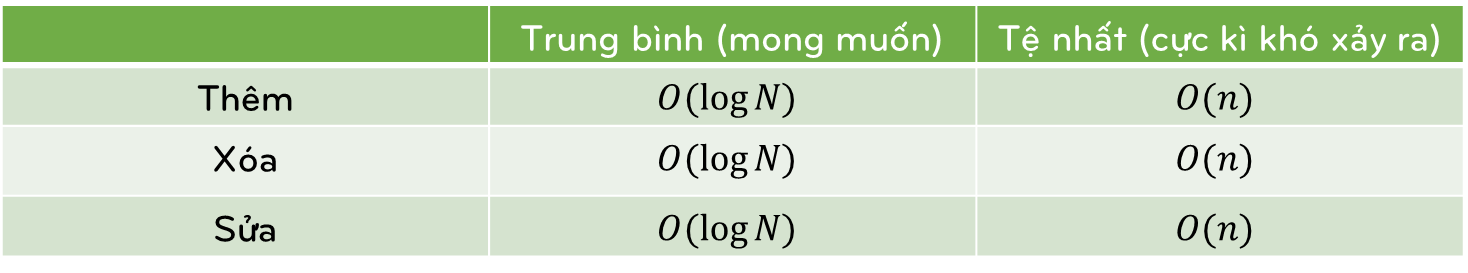 Trung bình (mong muốn) Tệ nhất (cực kì khó xảy ra)
Thêm O(log N) O(n)
Xóa O(log N) O(n)
Sửa O(log N) O(n)